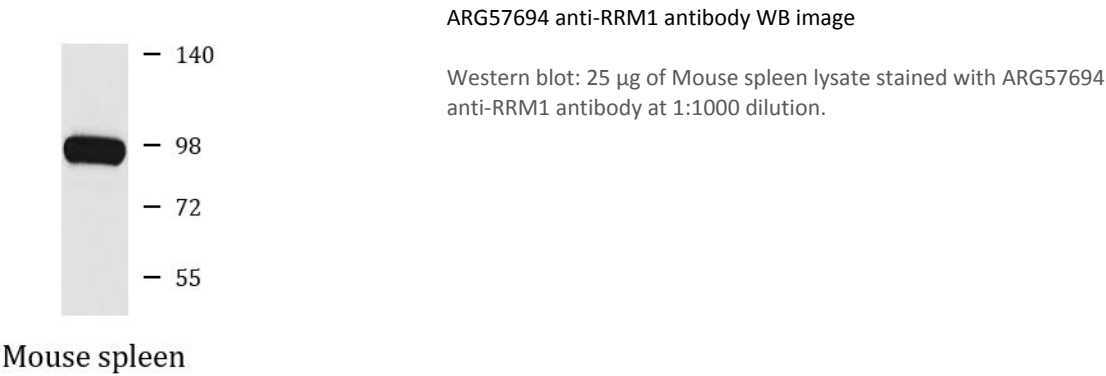 ARG57694 anti-RRM1 antibody WB image
Western blot: 25 µg of Mouse spleen lysate stained with ARG57694
anti-RRM1 antibody at 1:1000 dilution.
140
98
72
55
Mouse spleen